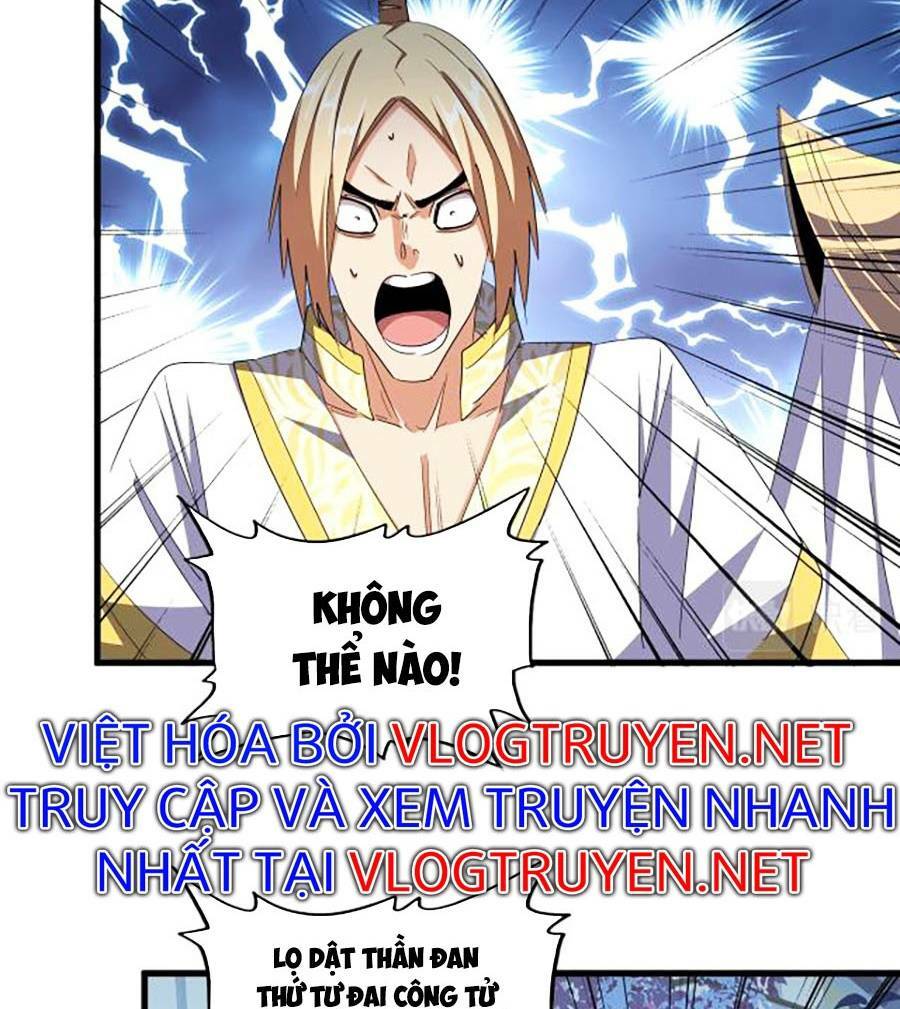 KHÔNG
THỂ NÀO!
VIỆT HÓA BỞI VLOGTRUYEN.NET
TRUY CẬP VÀ XEM TRUYỆN NHANH
NHẤT TẠI VLOGTRUYEN.NET
LỌ DẬT THẦN ĐAN
THỨ TƯ ĐAI CÔNG TỬ